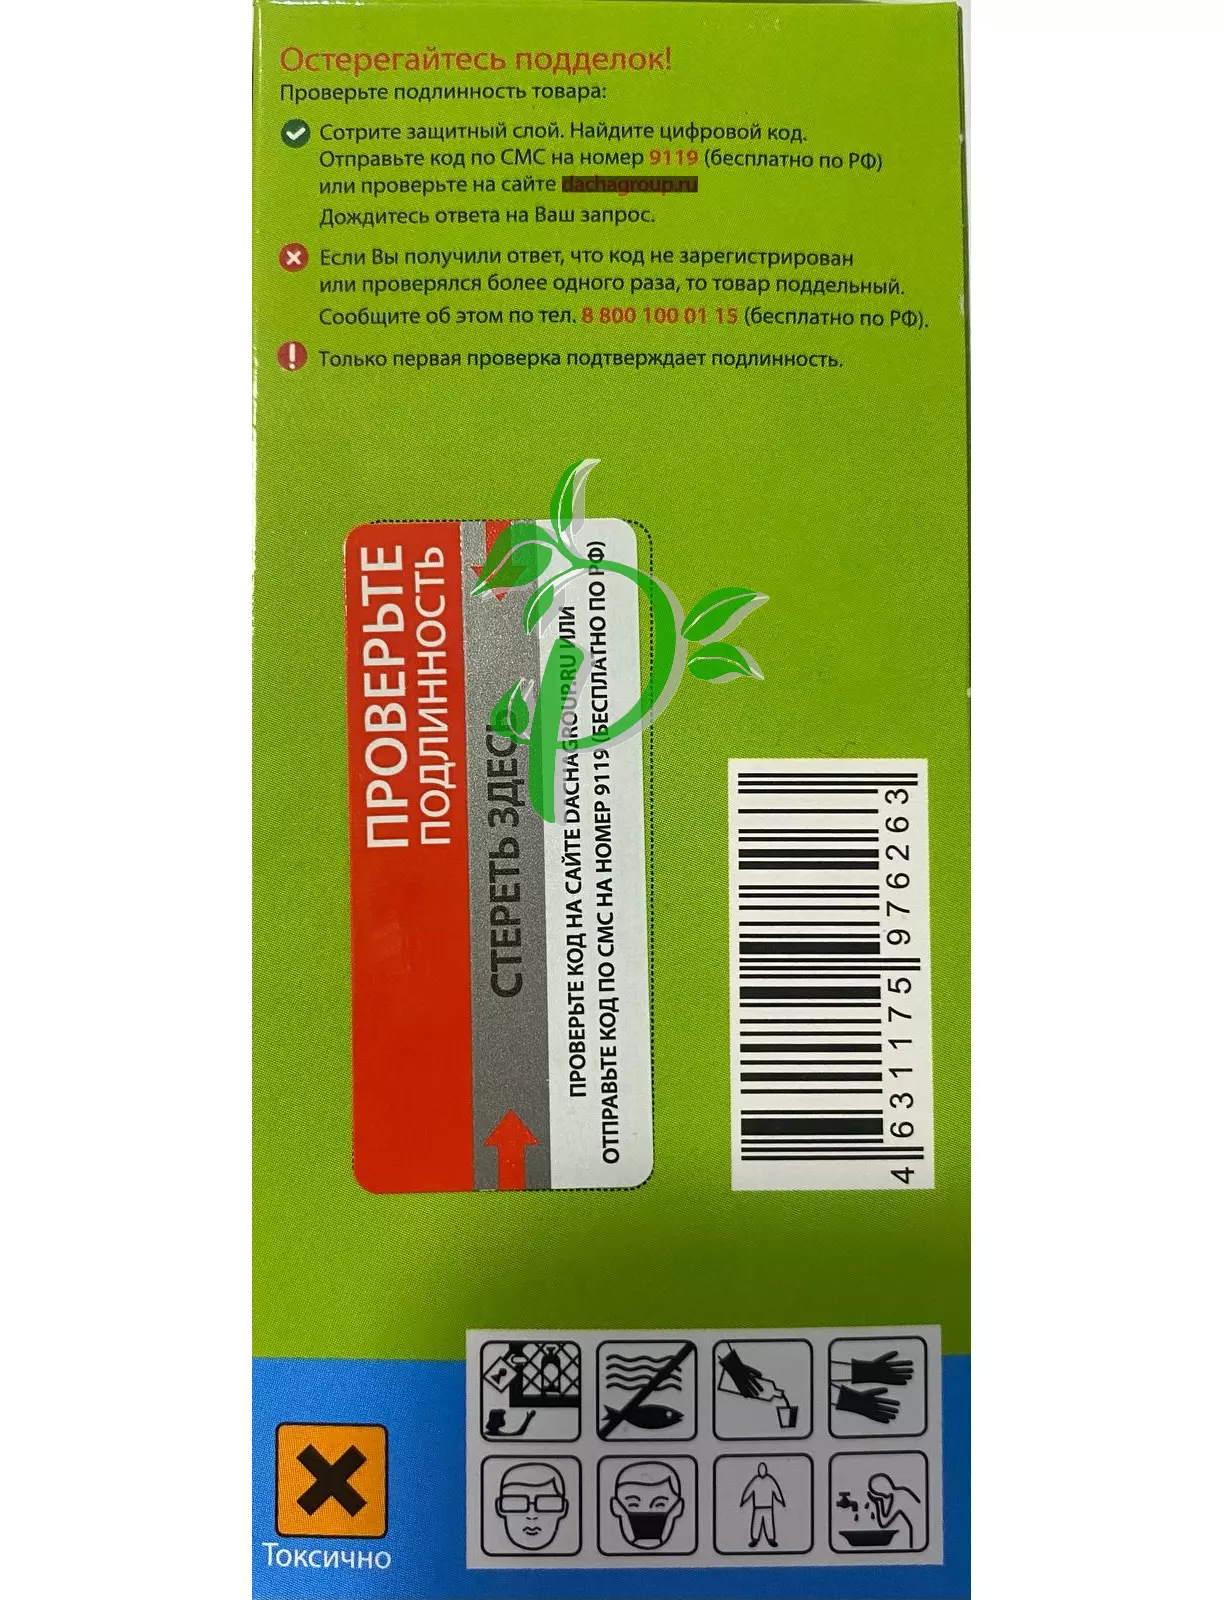 Остерегайтесь подделок!
Проверьте подлинность товара:
Сотрите защитный слой. Найдите цифровой код.
Отправьте код по СМС на номер 9119 (бесплатно по РФ)
или проверьте на сайте dachagroup.ru
Дождитесь ответа на Ваш запрос.
Если Вы получили ответ, что код не зарегистрирован
или проверялся более одного раза, то товар поддельный.
Сообщите об этом по тел. 8 800 100 01 15 (бесплатно по РФ).
Только первая проверка подтверждает подлинность.
ПРОВЕРЬТЕ
ПОДЛИННОСТЬ
СТЕРЕТЬ ЗДЕСЬ
ПРОВЕРЬТЕ КОД НА САЙТЕ DACHAGROUP.RU ИЛИ
ОТПРАВЬТЕ КОД ПО СМС НА НОМЕР 9119 (БЕСПЛАТНО ПО РФ)
4 631175 976263
Токсично